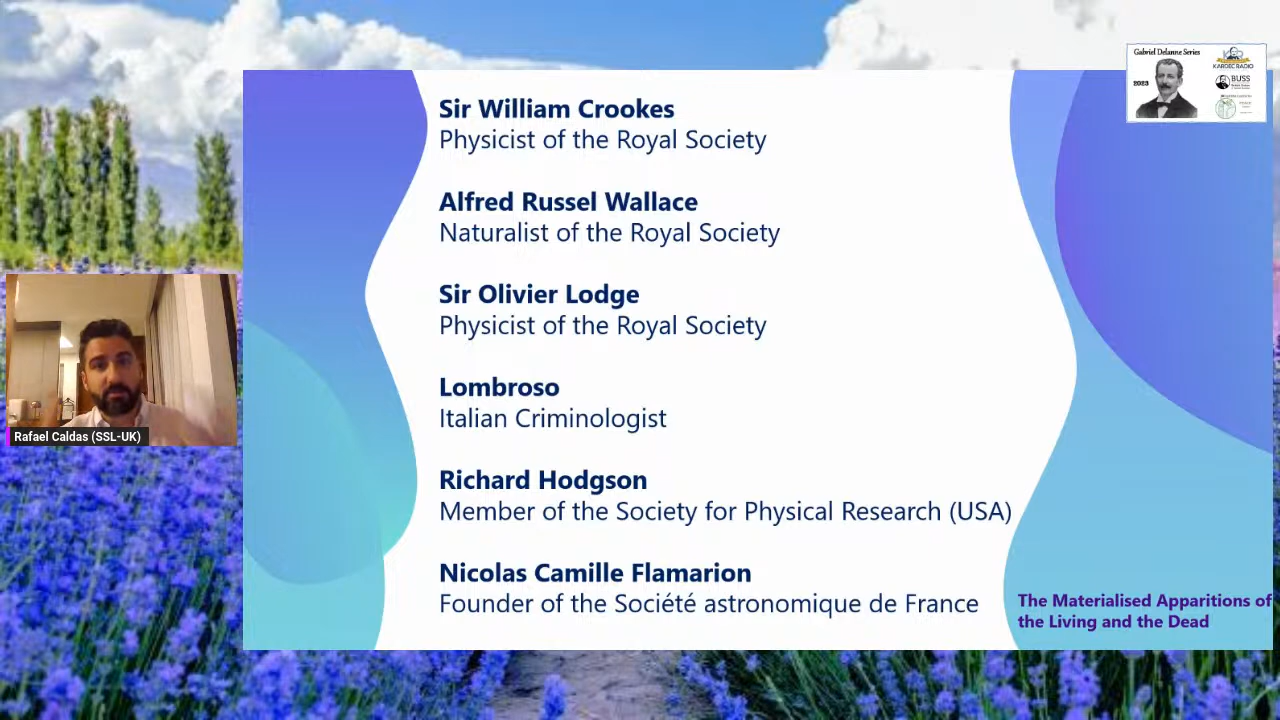 Gabriel Delanne Series
2023
KARDEC RADIO
BUSS
Sir William Crookes
Physicist of the Royal Society
Alfred Russel Wallace
Naturalist of the Royal Society
Sir Olivier Lodge
Physicist of the Royal Society
Lombroso
Italian Criminologist
Richard Hodgson
Member of the Society for Physical Research (USA)
Nicolas Camille Flamarion
Founder of the Société astronomique de France
Rafael Caldas (SSL-UK)
The Materialised Apparitions of
the Living and the Dead